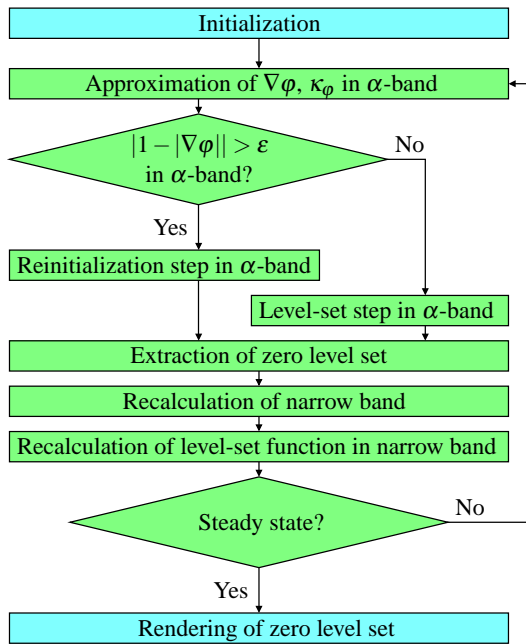 Initialization
Approximation of ∇φ, κφ in α-band
|1−|∇φ|| > ε
in α-band?
No
Yes
Reinitialization step in α-band
Level-set step in α-band
Extraction of zero level set
Recalculation of narrow band
Recalculation of level-set function in narrow band
Steady state?
No
Yes
Rendering of zero level set